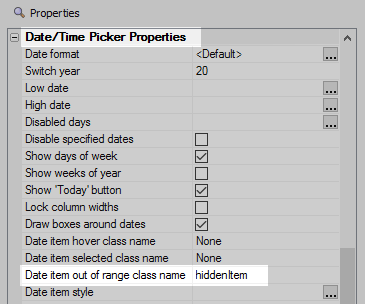 Properties
Date/Time Picker Properties
Date format <Default> ...
Switch year 20
Low date ...
High date ...
Disabled days ...
Disable specified dates
Show days of week
Show weeks of year
Show 'Today' button
Lock column widths
Draw boxes around dates
Date item hover class name None
Date item selected class name None
Date item out of range class name hiddenItem
Date item style ...